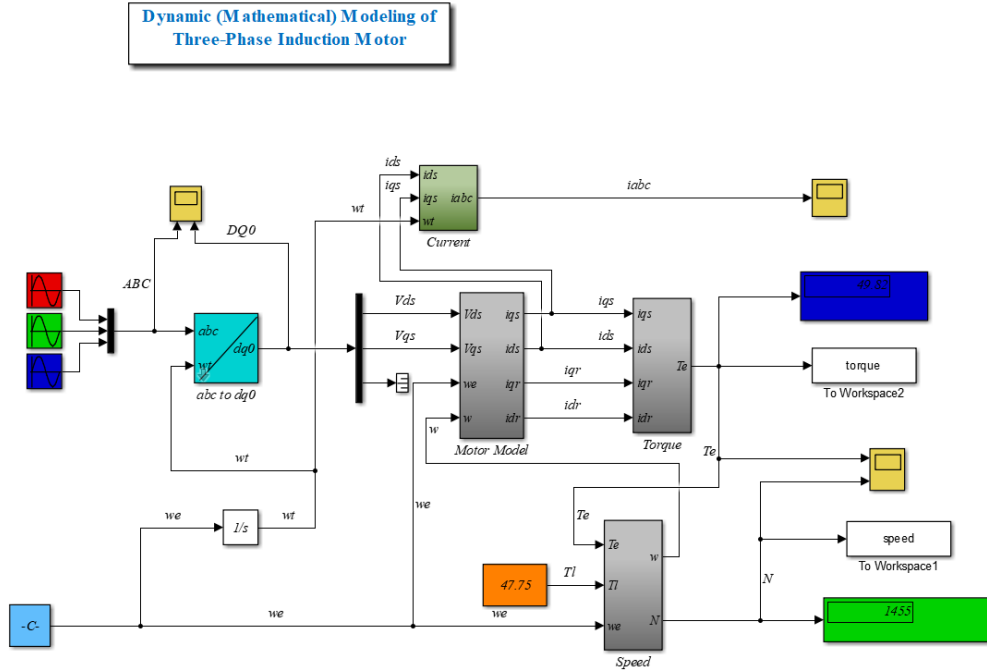 Dynamic (Mathematical) Modeling of
Three-Phase Induction Motor
ids
iqs
wt
ids
iqs
wt
iabc
Current
iabc
DQ0
ABC
abc
wt
dq0
abc to dq0
Vds
Vqs
Vds
Vqs
we
w
iqs
ids
iqr
idr
Motor Model
w
iqs
ids
iqr
idr
iqs
ids
iqr
idr
Te
Torque
torque
To Workspace2
Te
wt
we
1/s
wt
we
Te
47.75
Tl
Te
Tl
we
w
N
Speed
speed
To Workspace1
N
-C-
we
we
1455